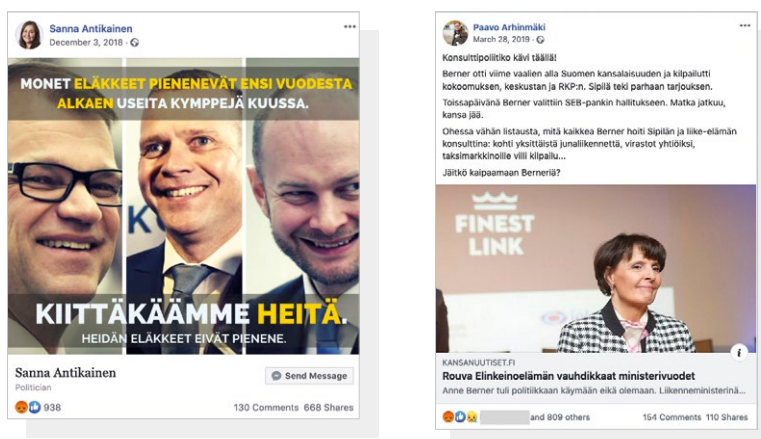 Sanna Antikainen
December 3, 2018 ·
MONET ELÄKKEET PIENENEVÄT ENSI VUODESTA
ALKAEN USEITA KYMPPEJÄ KUUSSA.
K
KIITTÄKÄÄMME HEITÄ.
HEIDÄN ELÄKKEET EIVÄT PIENENE.
Sanna Antikainen
Politician
Send Message
938
130 Comments 668 Shares
Paavo Arhinmäki
March 28, 2019 ·
Konsulttipoliitiko kävi täällä!
Berner otti viime vaalien alla Suomen kansalaisuuden ja kilpailutti
kokoomuksen, keskustan ja RKP:n. Sipilä teki parhaan tarjouksen.
Toissapäivänä Berner valittiin SEB-pankin hallitukseen. Matka jatkuu,
kansa jää.
Ohessa vähän listausta, mitä kaikkea Berner hoiti Sipilän ja liike-elämän
konsulttina: kohti yksittäistä junaliikennettä, virastot yhtiöiksi,
taksimarkkinoille villi kilpailu...
Jäitkö kaipaamaan Berneriä?
FINEST
LINK
i
KANSANUUTISET.FI
Rouva Elinkeinoelämän vauhdikkaat ministerivuodet
Anne Berner tuli politiikkaan käymään eikä olemaan. Liikenneministerinä...
and 809 others
154 Comments 110 Shares